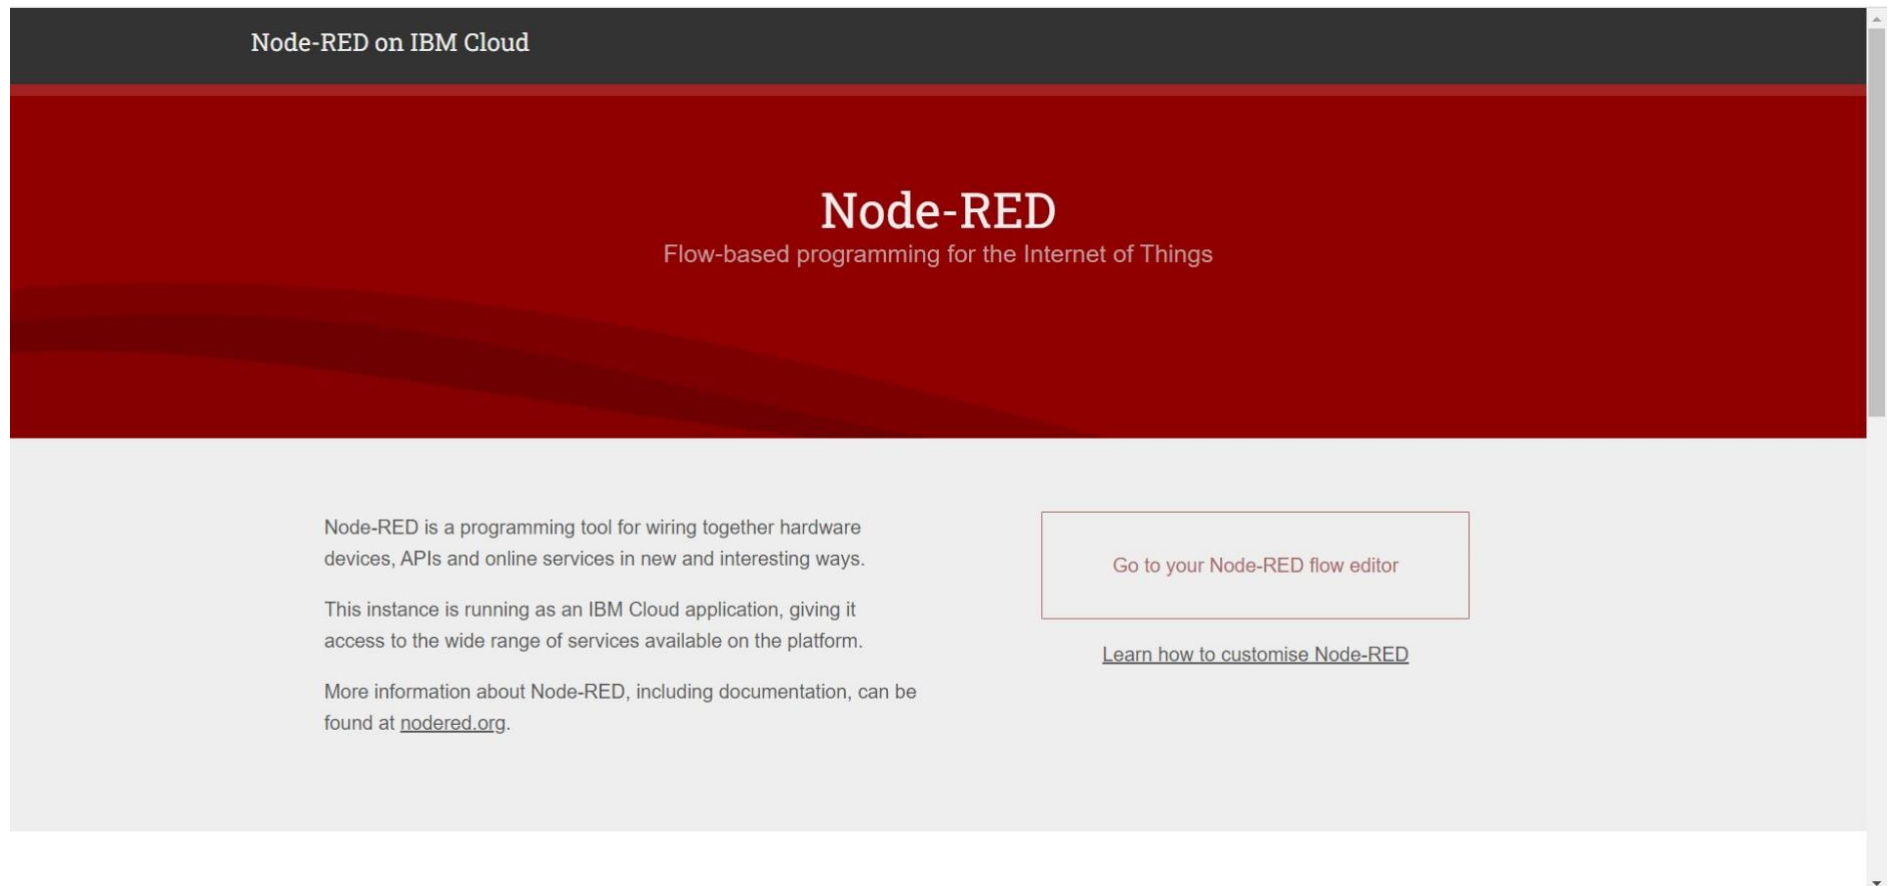 Node-RED on IBM Cloud
Node-RED
Flow-based programming for the Internet of Things
Node-RED is a programming tool for wiring together hardware
devices, APIs and online services in new and interesting ways.
This instance is running as an IBM Cloud application, giving it
access to the wide range of services available on the platform.
More information about Node-RED, including documentation, can be
found at nodered.org.
Go to your Node-RED flow editor
Learn how to customise Node-RED